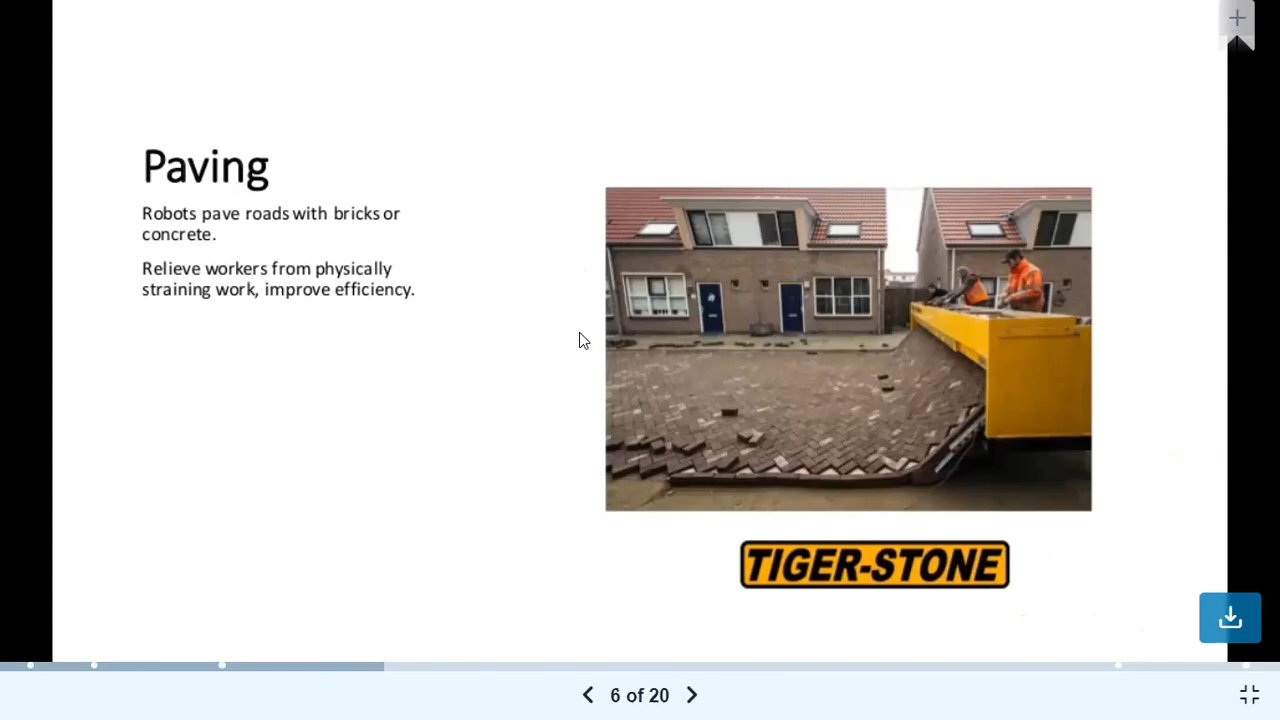 Paving
Robots pave roads with bricks or
concrete.
Relieve workers from physically
straining work, improve efficiency.
TIGER-STONE
6 of 20